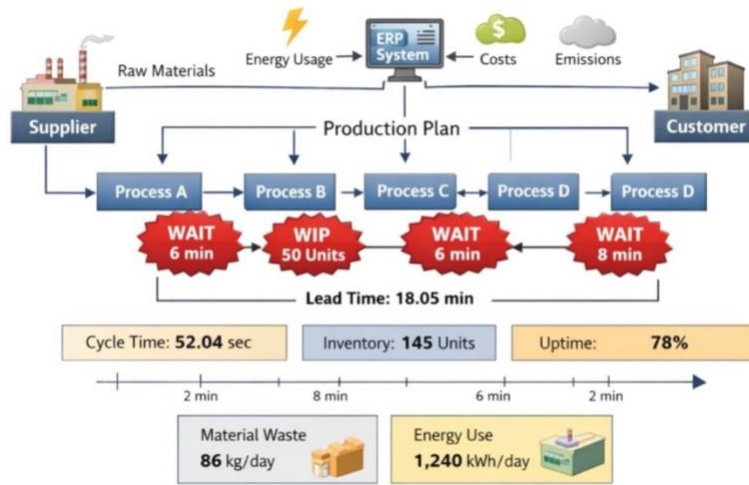 ERP
System
$
Energy Usage
Costs
Emissions
Raw Materials
Supplier
Customer
Production Plan
Process A
Process B
Process C
Process D
Process D
WAIT
6 min
WIP
50 Units
WAIT
6 min
WAIT
8 min
Lead Time: 18.05 min
Cycle Time: 52.04 sec
Inventory: 145 Units
Uptime: 78%
2 min
8 min
6 min
2 min
Material Waste
86 kg/day
Energy Use
1,240 kWh/day